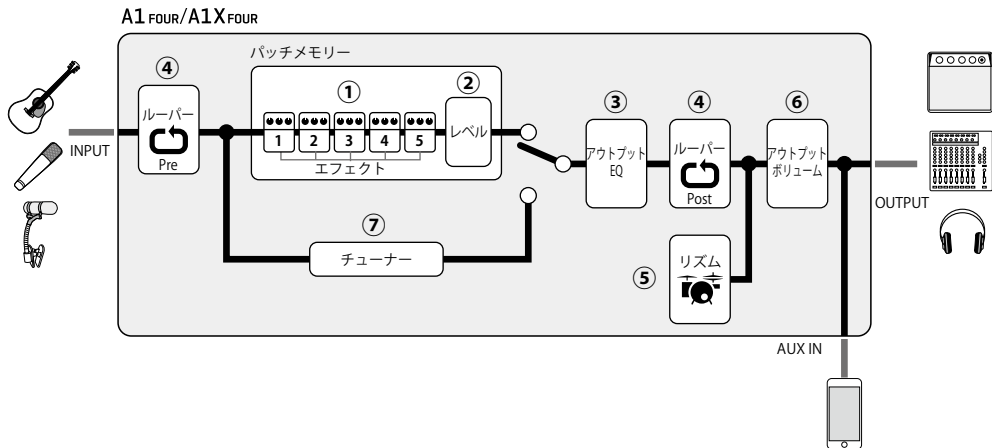 A1 FOUR/A1X FOUR
パッチメモリー
④
ルーパー
Pre
INPUT
①
1 2 3 4 5
エフェクト
②
レベル
③
アウトプット
EQ
④
ルーパー
Post
⑥
アウトプット
ボリューム
OUTPUT
⑦
チューナー
⑤
リズム
AUX IN